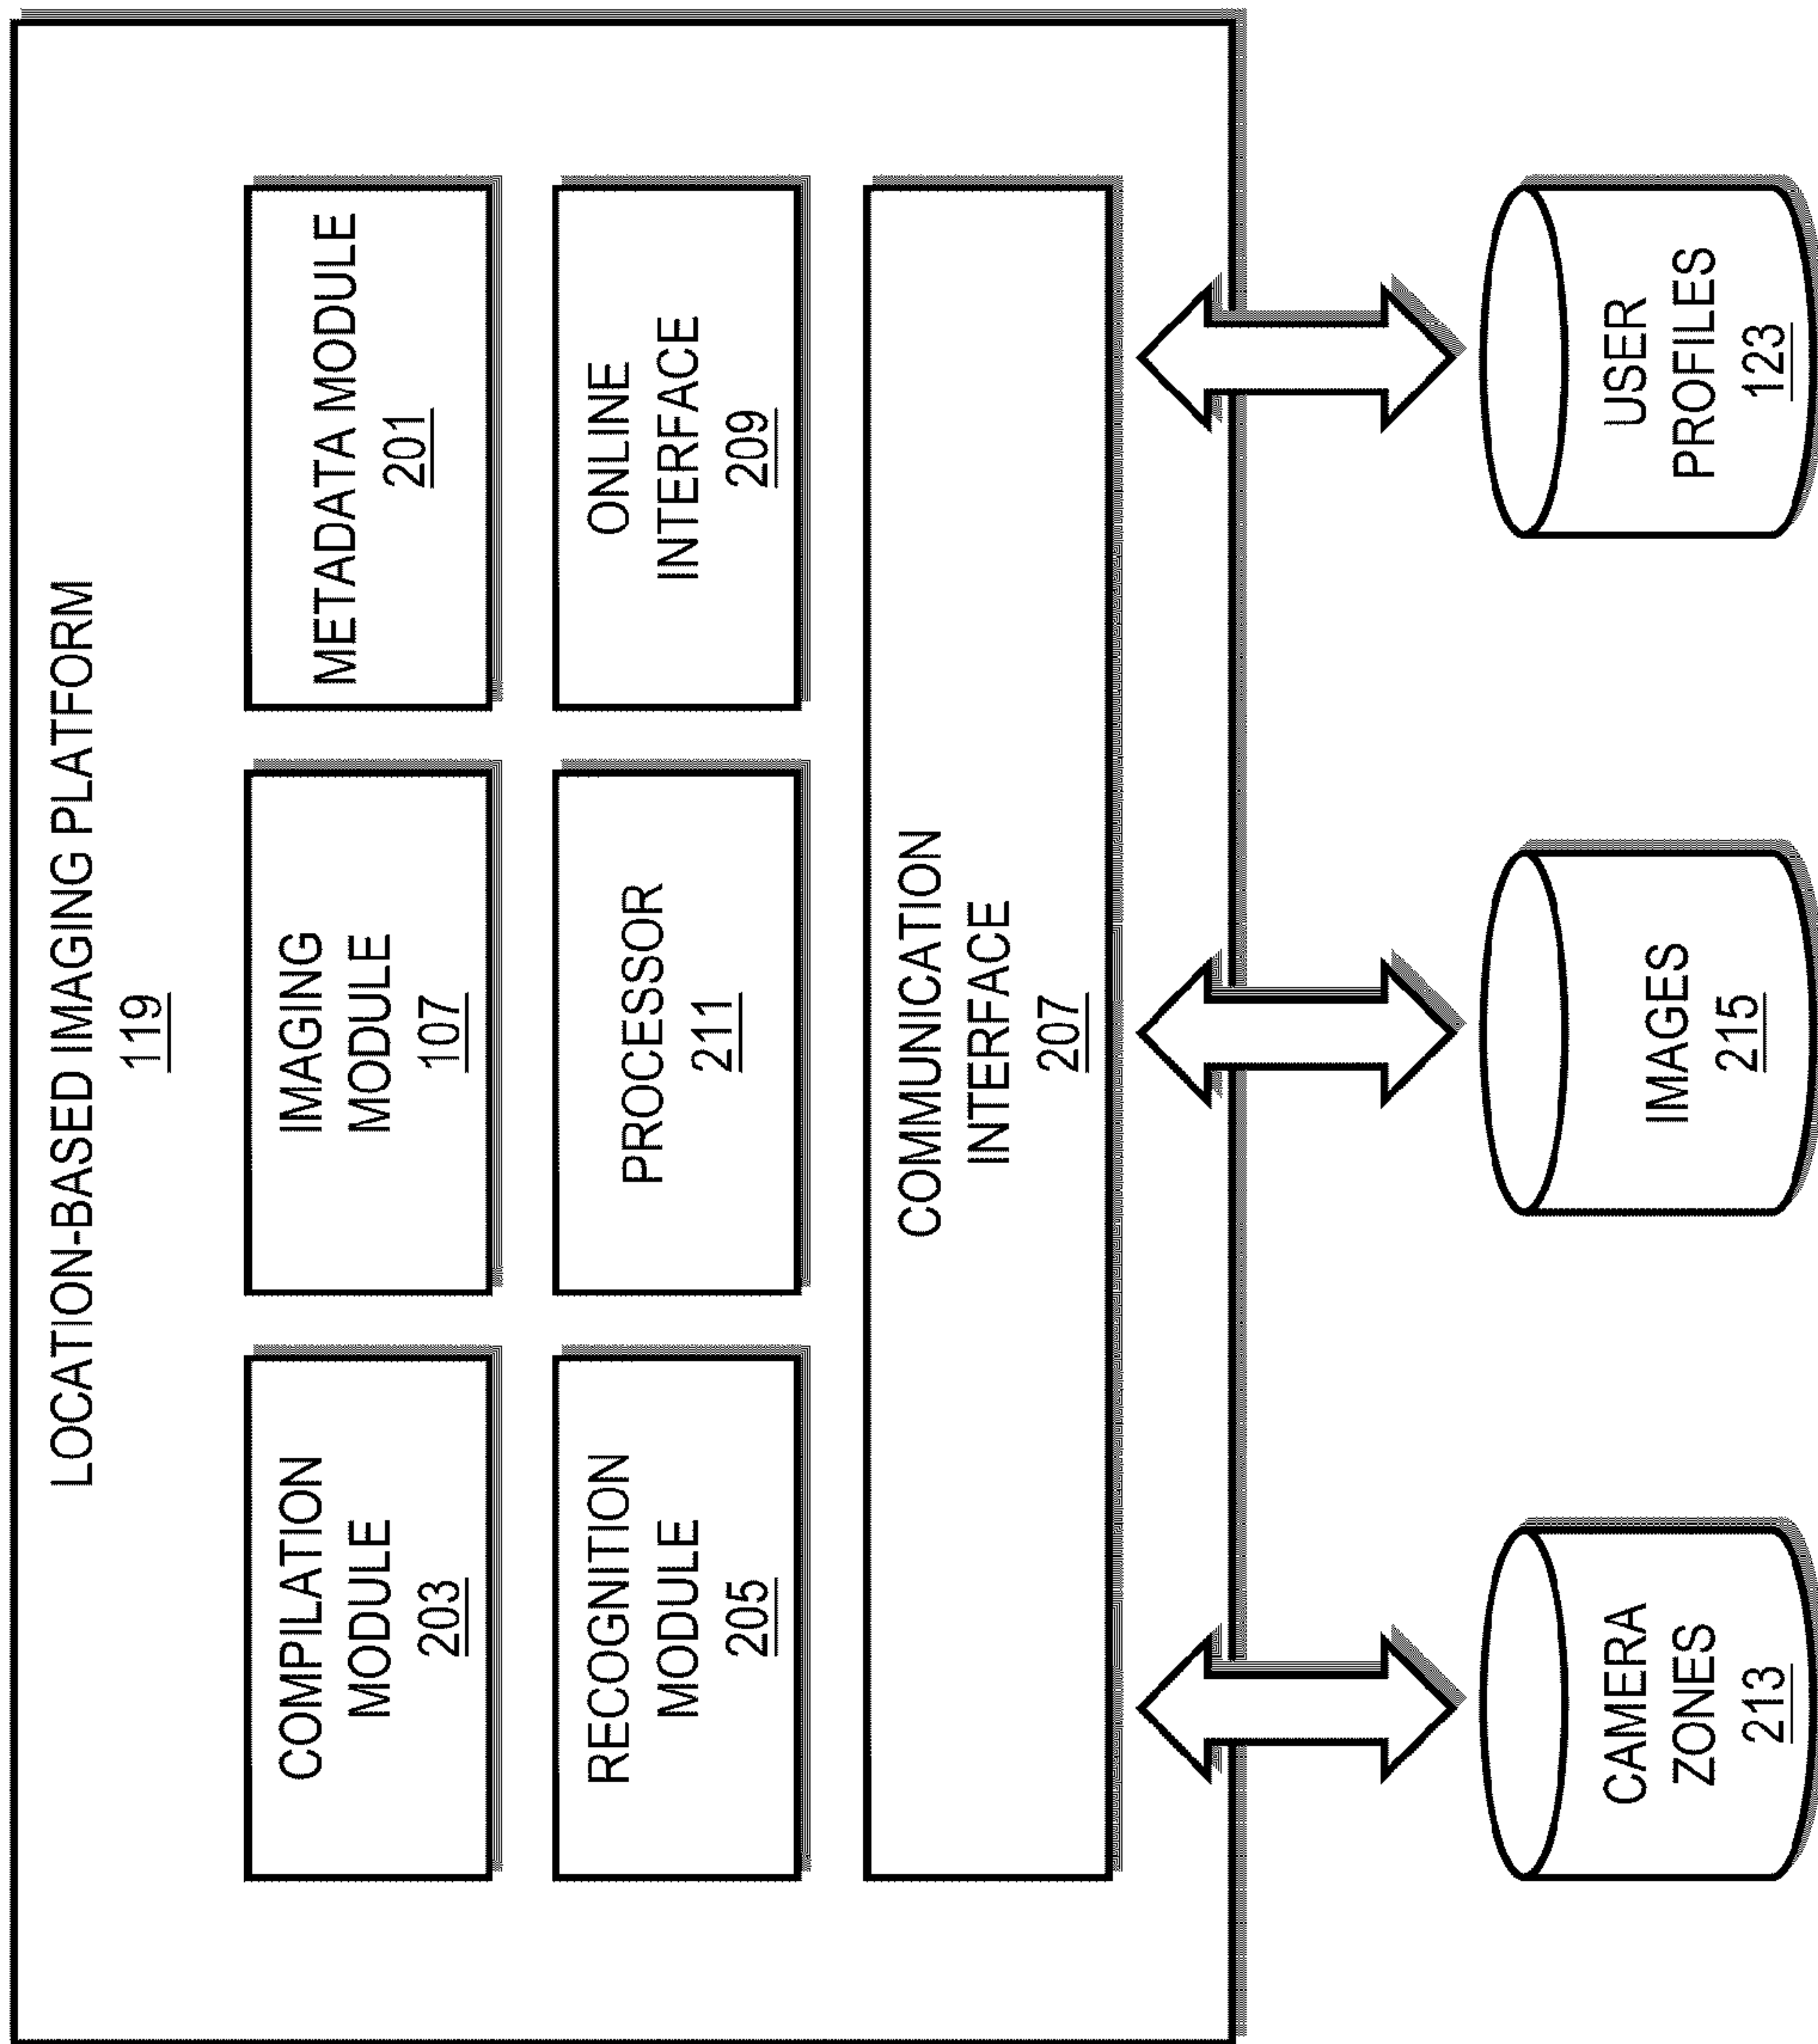 LOCATION-BASED IMAGING PLATFORM
119
COMPILATION
MODULE
203
IMAGING
MODULE
107
METADATA MODULE
201
RECOGNITION
MODULE
205
PROCESSOR
211
ONLINE
INTERFACE
209
COMMUNICATION
INTERFACE
207
CAMERA
ZONES
213
IMAGES
215
USER
PROFILES
123